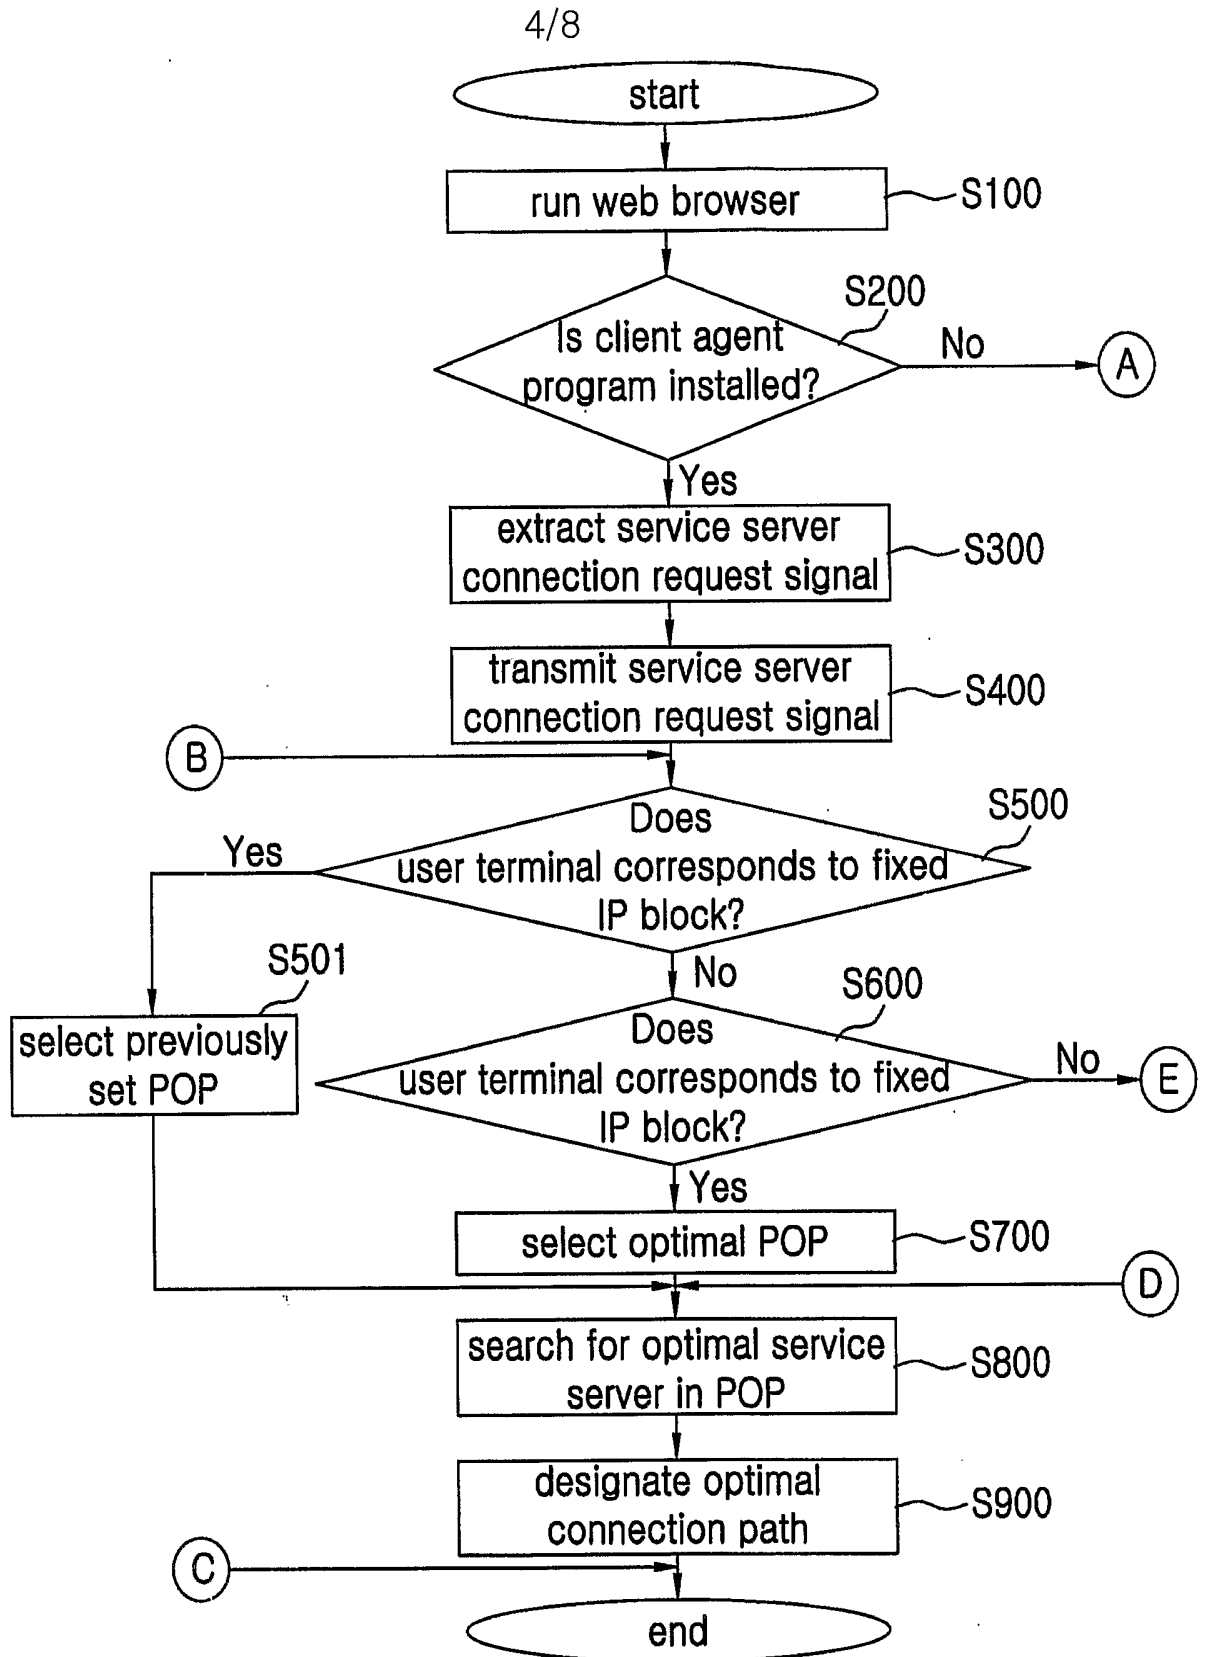 4/8
start
run web browser
S100
S200
Is client agent
program installed?
No
A
Yes
extract service server
connection request signal
S300
transmit service server
connection request signal
S400
B
S500
Does
user terminal corresponds to fixed
IP block?
Yes
No
S501
select previously
set POP
S600
Does
user terminal corresponds to fixed
IP block?
No
E
Yes
select optimal POP
S700
D
search for optimal service
server in POP
S800
designate optimal
connection path
S900
C
end